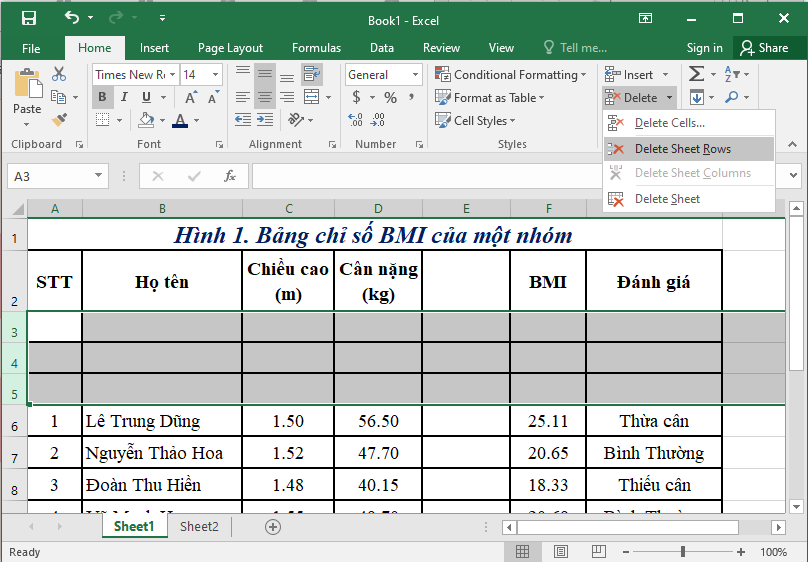 Book1 - Excel
File Home Insert Page Layout Formulas Data Review View Tell me... Sign in Share
Paste
Clipboard
Times New R 14
B I U A A
A
Font
Alignment
General
$ % ,
.00 .00
Number
Conditional Formatting
Format as Table
Cell Styles
Styles
Insert
Delete
Delete Cells...
Delete Sheet Rows
Delete Sheet Columns
Delete Sheet
A3 fx
A B C D E F
1 Hình 1. Bảng chỉ số BMI của một nhóm
2 STT Họ tên Chiều cao (m) Cân nặng (kg) BMI Đánh giá
3
4
5
6 1 Lê Trung Dũng 1.50 56.50 25.11 Thừa cân
7 2 Nguyễn Thảo Hoa 1.52 47.70 20.65 Bình Thường
8 3 Đoàn Thu Hiền 1.48 40.15 18.33 Thiếu cân
Sheet1 Sheet2
Ready 100%